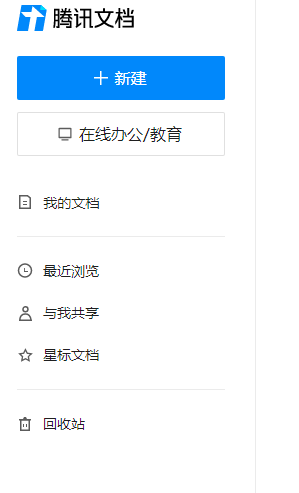 腾讯文档
新建
在线办公/教育
我的文档
最近浏览
与我共享
星标文档
回收站